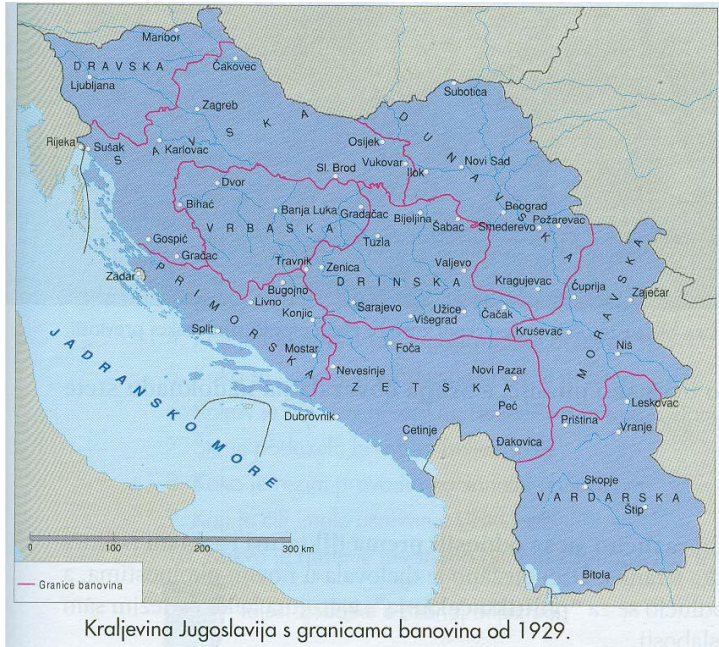 Maribor
DRAVSKA
Čakovec
Ljubljana
Subotica
Zagreb
SAVSKA
DUNAVSKA
Rijeka
Sušak
Karlovac
Osijek
Vukovar
Ilok
Novi Sad
Sl. Brod
Dvor
Bihać
Banja Luka
Gradačac
Bijeljina
Beograd
VRBASKA
Šabac
Smederevo
Požarevac
Gospić
Tuzla
Gračac
Travnik
Zenica
Valjevo
Zadar
PRIMORSKA
Bugojno
DRINSKA
Kragujevac
Ćuprija
Zaječar
Livno
Sarajevo
Užice
Čačak
MORAVSKA
Split
Konjic
Višegrad
Kruševac
JADRANSKO MORE
Mostar
Foča
Niš
Nevesinje
ZETSKA
Novi Pazar
Leskovac
Dubrovnik
Peć
Priština
Vranje
Cetinje
Đakovica
Skopje
VARDARSKA
Štip
0 100 200 300 km
Bitola
Granice banovina
Kraljevina Jugoslavija s granicama banovina od 1929.